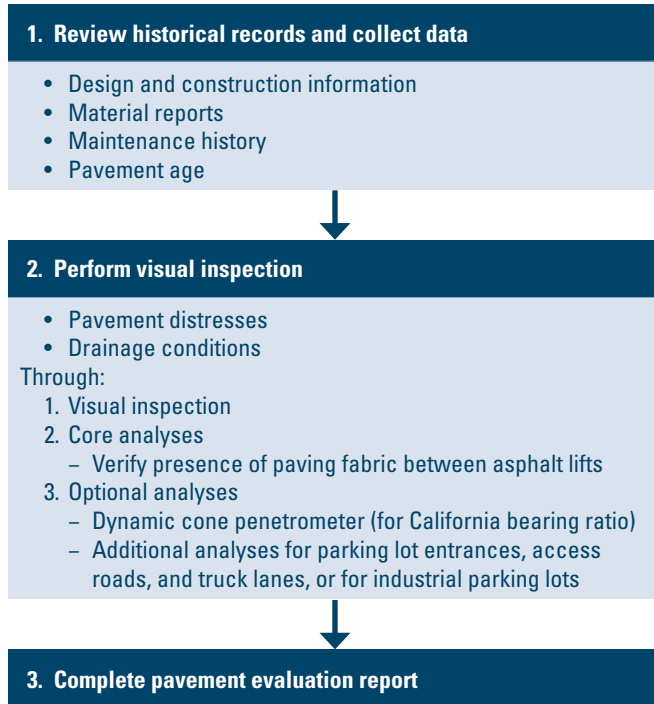 1. Review historical records and collect data
• Design and construction information
• Material reports
• Maintenance history
• Pavement age
2. Perform visual inspection
• Pavement distresses
• Drainage conditions
Through:
1. Visual inspection
2. Core analyses
– Verify presence of paving fabric between asphalt lifts
3. Optional analyses
– Dynamic cone penetrometer (for California bearing ratio)
– Additional analyses for parking lot entrances, access
roads, and truck lanes, or for industrial parking lots
3. Complete pavement evaluation report